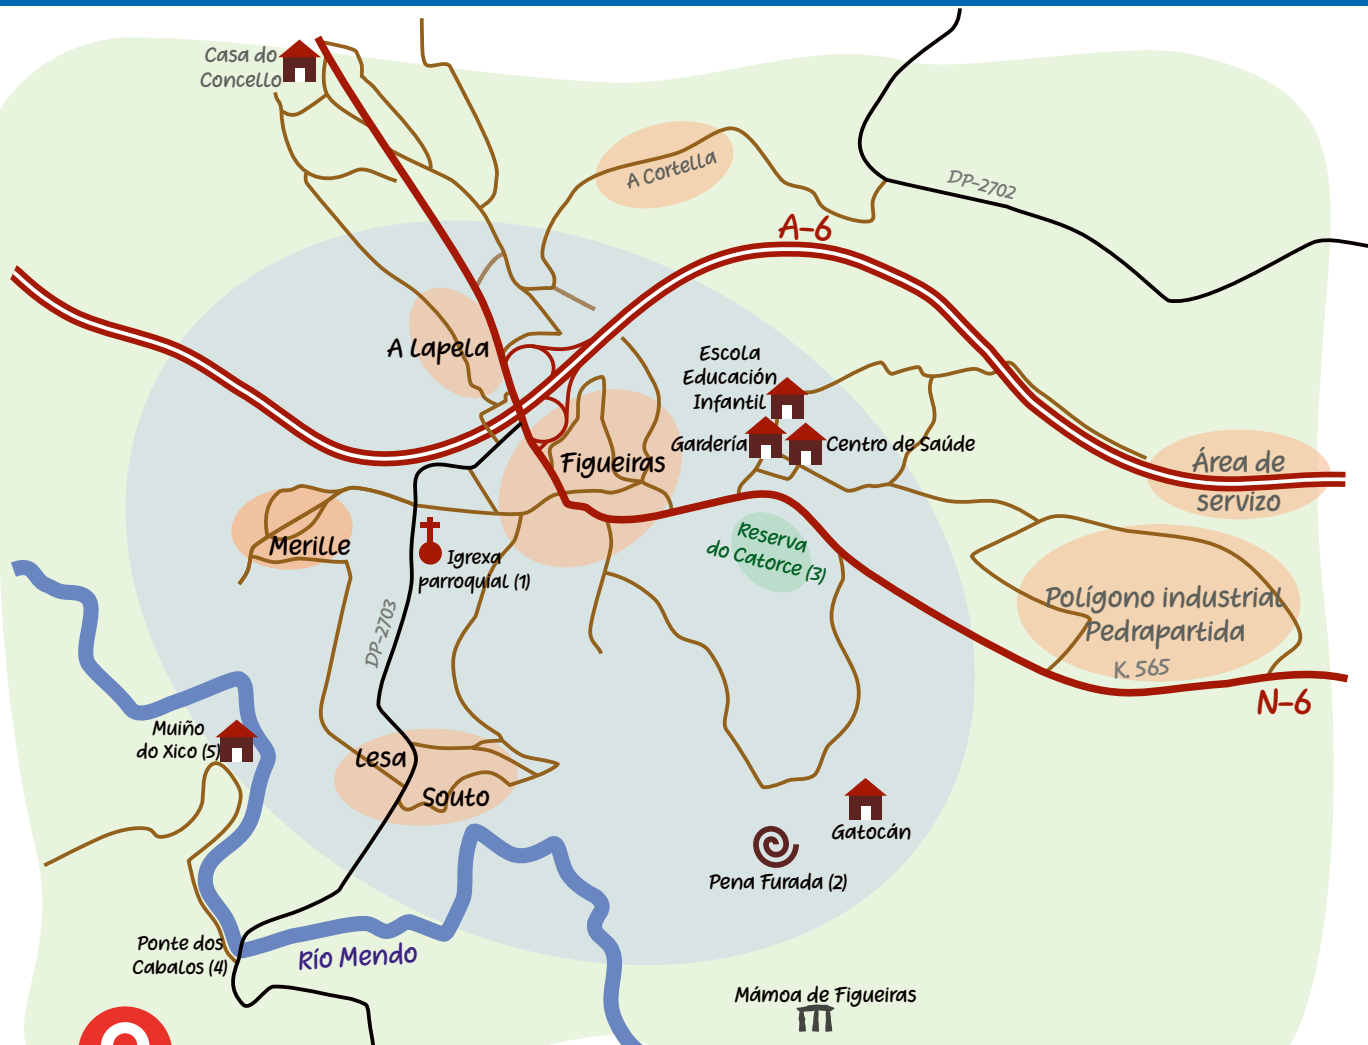 Casa do
Concello
A Cortella
DP-2702
A-6
A Lapela
Escola
Educación
Infantil
Gardería
Centro de Saúde
Figueiras
Área de
servizo
Merille
Igrexa
parroquial (1)
Reserva
do Catorce (3)
Polígono industrial
Pedrapartida
K. 565
N-6
DP-2703
Muiño
do Xico (5)
Lesa
Souto
Gatocán
Pena Furada (2)
Ponte dos
Cabalos (4)
Río Mendo
Mámoa de Figueiras